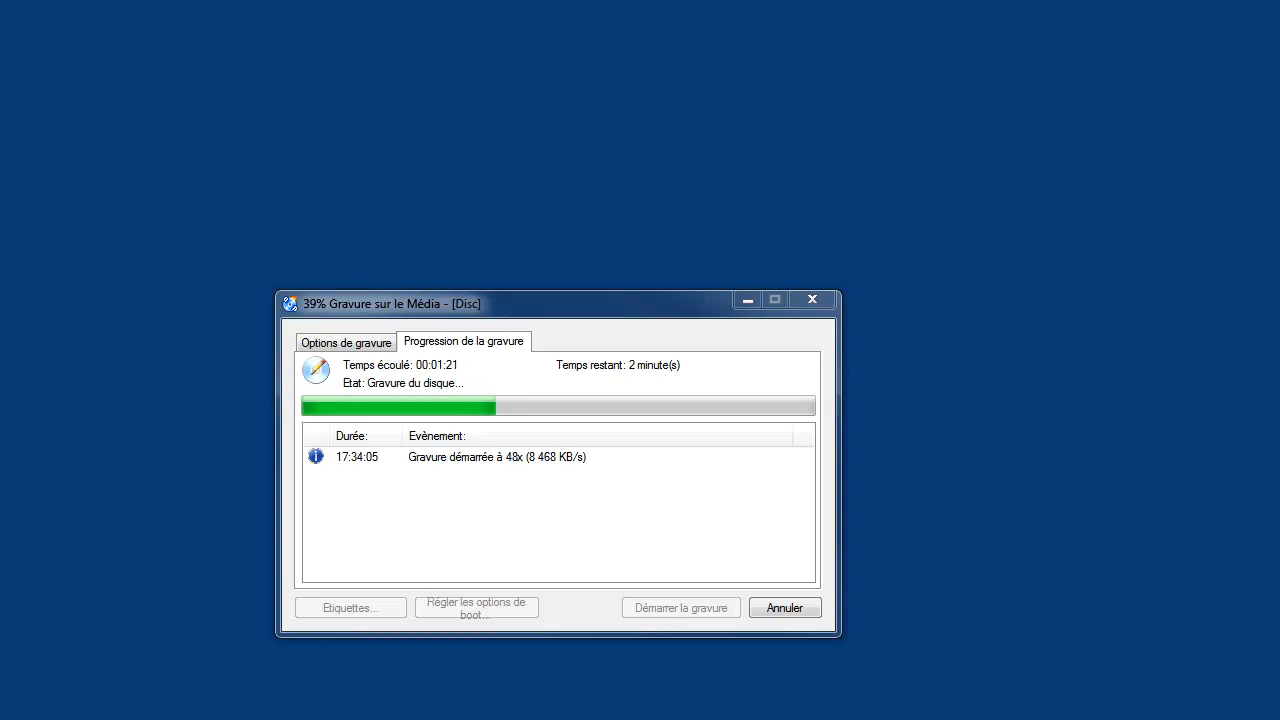 39% Gravure sur le Média - [Disc]
Options de gravure
Progression de la gravure
Temps écoulé: 00:01:21
Temps restant: 2 minute(s)
Etat: Gravure du disque...
Durée:
Evènement:
17:34:05
Gravure démarrée à 48x (8 468 KB/s)
Etiquettes...
Régler les options de
boot...
Démarrer la gravure
Annuler